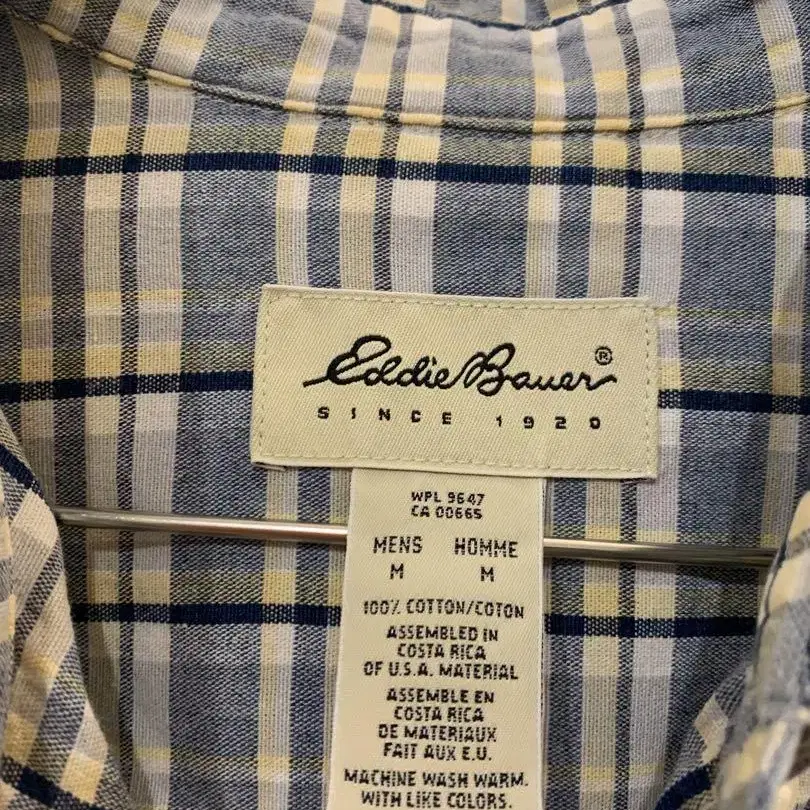 Eddie Bauer®
SINCE 1920
WPL 9647
CA 00665
MENS HOMME
M M
100% COTTON/COTON
ASSEMBLED IN
COSTA RICA
OF U.S.A. MATERIAL
ASSEMBLE EN
COSTA RICA
DE MATERIAUX
FAIT AUX E.U.
MACHINE WASH WARM.
WITH LIKE COLORS.